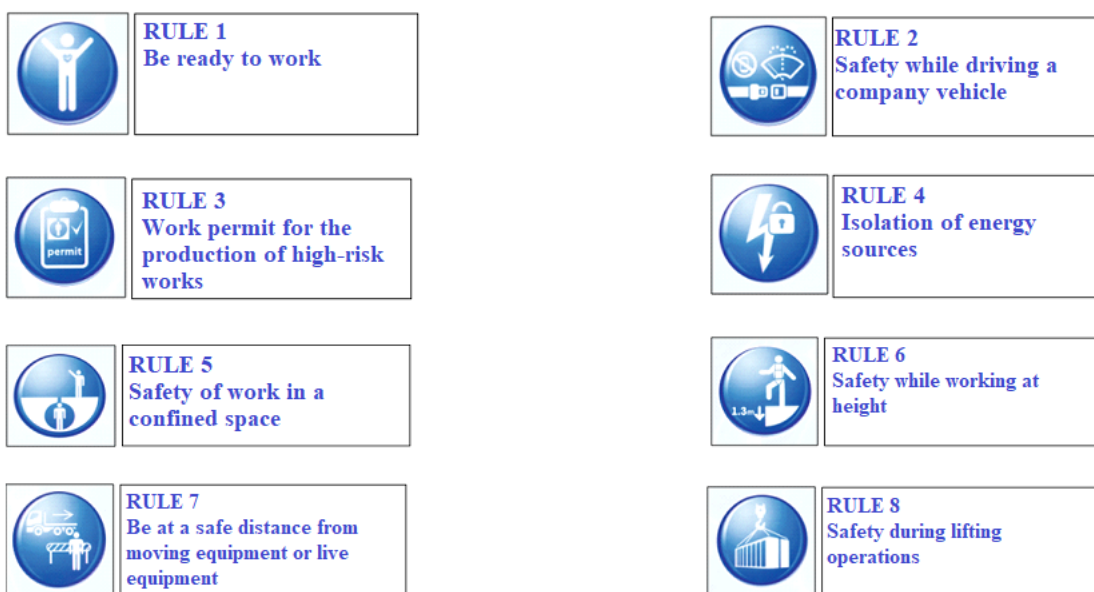 RULE 1
Be ready to work
RULE 2
Safety while driving a
company vehicle
permit
RULE 3
Work permit for the
production of high-risk
works
RULE 4
Isolation of energy
sources
RULE 5
Safety of work in a
confined space
1.3m
RULE 6
Safety while working at
height
RULE 7
Be at a safe distance from
moving equipment or live
equipment
RULE 8
Safety during lifting
operations